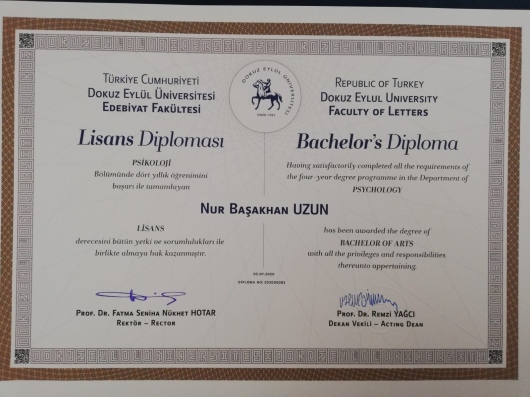 TÜRKİYE CUMHURİYETİ
DOKUZ EYLÜL ÜNİVERSİTESİ
EDEBİYAT FAKÜLTESİ
Lisans Diploması
PSİKOLOJİ
Bölümünde dört yıllık öğrenimini
başarı ile tamamlayan
DOKUZ EYLÜL ÜNİVERSİTESİ
REPUBLIC OF TURKEY
DOKUZ EYLUL UNIVERSITY
FACULTY OF LETTERS
Bachelor's Diploma
Having satisfactorily completed all the requirements of
the four-year degree programme in the Department of
PSYCHOLOGY
NUR BAŞAKHAN UZUN
LİSANS
derecesini bütün yetki ve sorumlulukları ile
birlikte almaya hak kazanmıştır.
has been awarded the degree of
BACHELOR OF ARTS
with all the privileges and responsibilities
thereunto appertaining.
DİPLOMA NO
PROF. DR. FATMA SENİHA NÜKHET HOTAR
REKTÖR – RECTOR
PROF. DR. REMZİ YAĞCI
DEKAN VEKİLİ – ACTING DEAN